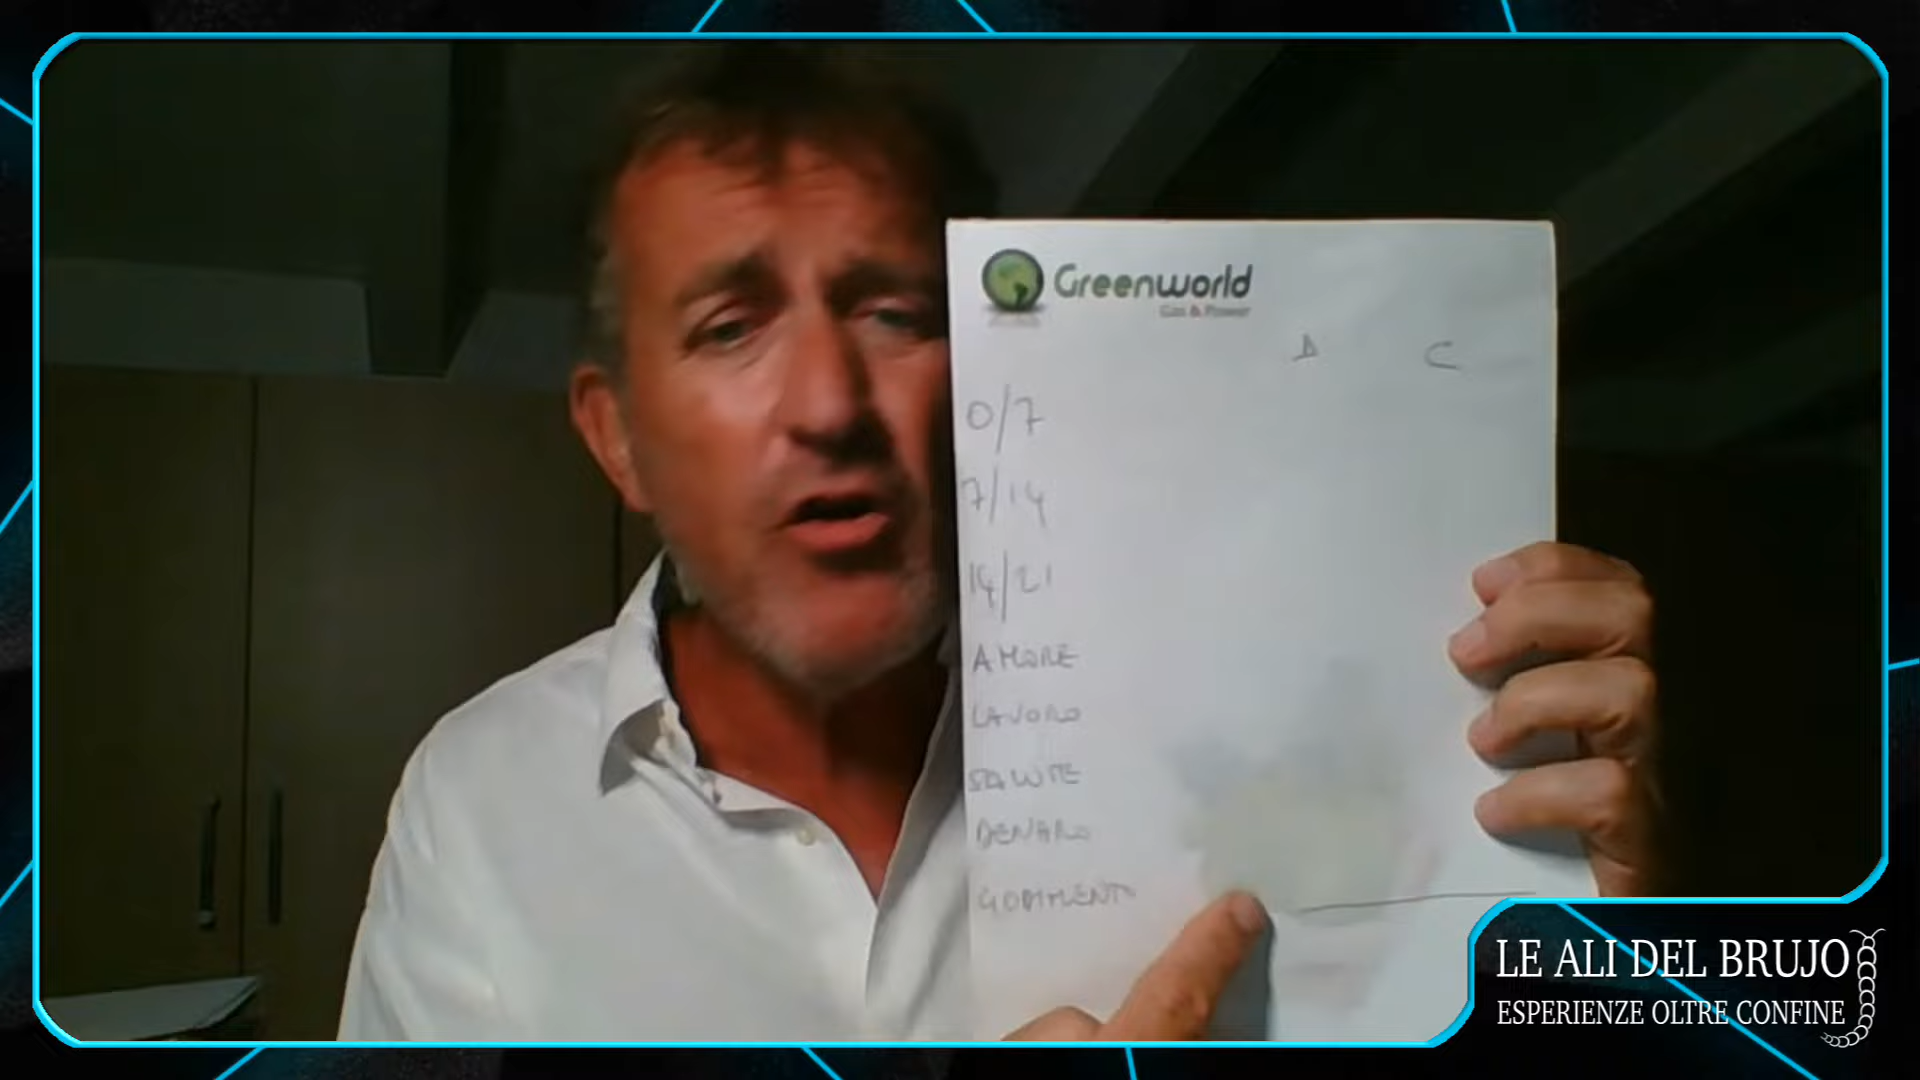 Greenworld
Gas & Power
D C
0/7
7/14
14/21
AMORE
LAVORO
SALUTE
DENARO
GODIMENTO
LE ALI DEL BRUJO
ESPERIENZE OLTRE CONFINE